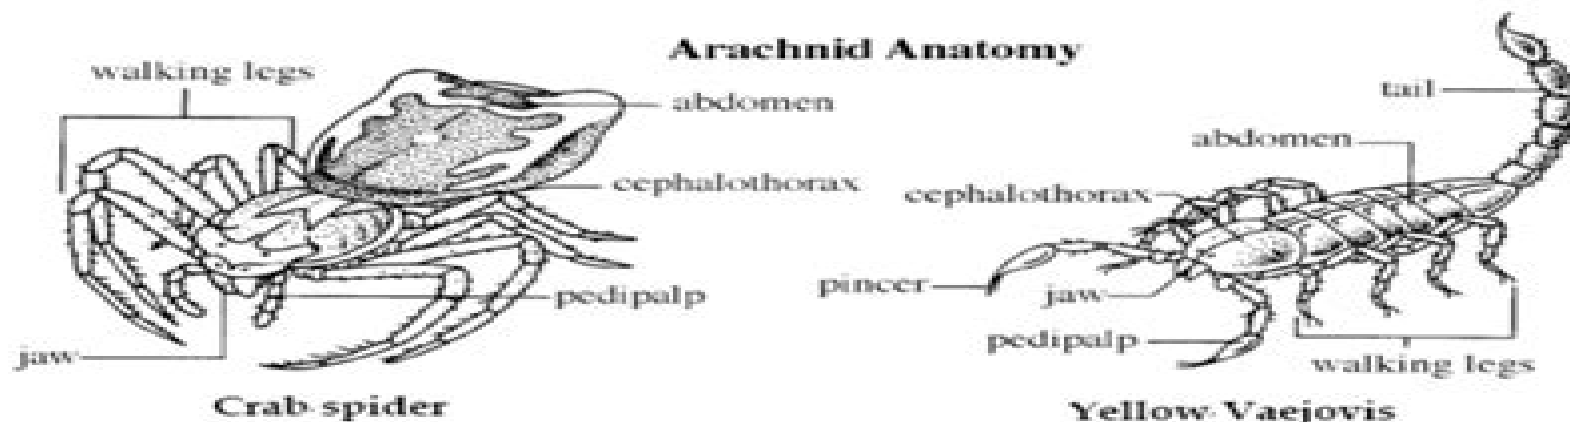 Arachnid Anatomy
walking legs
abdomen
cephalothorax
pedipalp
jaw
Crab spider
tail
abdomen
cephalothorax
pincer
jaw
pedipalp
walking legs
Yellow Vaejovis